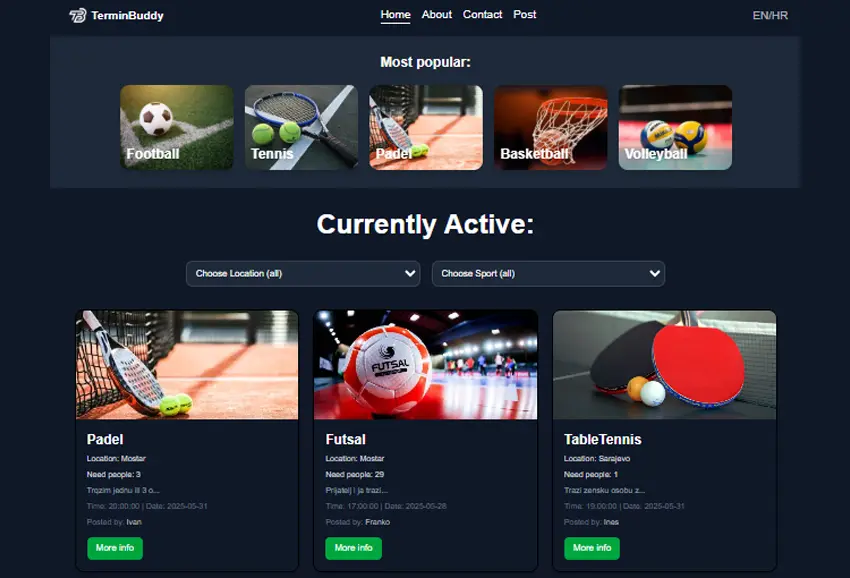 TerminBuddy
Home About Contact Post
EN/HR
Most popular:
Football
Tennis
Padel
Basketball
Volleyball
Currently Active:
Choose Location (all)
Choose Sport (all)
FUTSAL
Padel
Location: Mostar
Need people: 3
Trqzim jednu ili 3 o...
Time: 20:00:00 | Date: 2025-05-31
Posted by: Ivan
More info
Futsal
Location: Mostar
Need people: 29
Prijatelj i ja trazi...
Time: 17:00:00 | Date: 2025-05-28
Posted by: Franko
More info
TableTennis
Location: Sarajevo
Need people: 1
Trazi zensku osobu z...
Time: 19:00:00 | Date: 2025-05-31
Posted by: Ines
More info